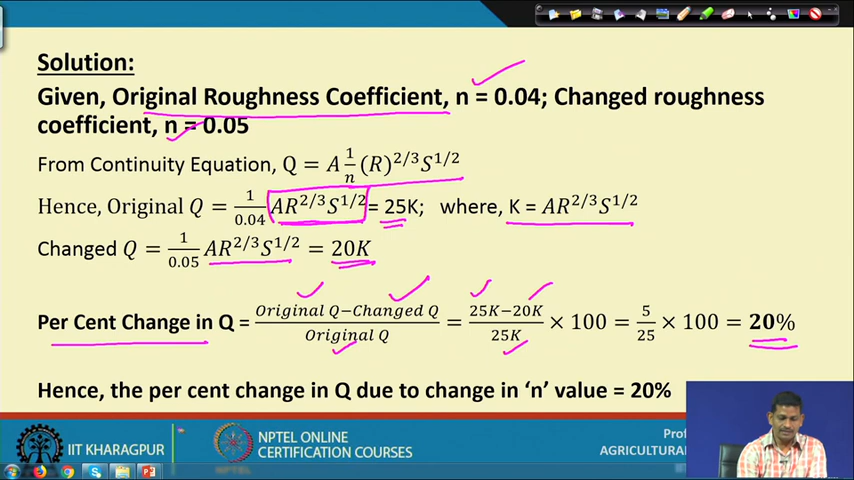 Solution:
Given, Original Roughness Coefficient, n = 0.04; Changed roughness
coefficient, n = 0.05
From Continuity Equation, Q = A 1/n (R)^{2/3} S^{1/2}
Hence, Original Q = 1/0.04 AR^{2/3}S^{1/2} = 25K; where, K = AR^{2/3}S^{1/2}
Changed Q = 1/0.05 AR^{2/3}S^{1/2} = 20K
Per Cent Change in Q = Original Q−Changed Q/Original Q = 25K−20K/25K × 100 = 5/25 × 100 = 20%
Hence, the per cent change in Q due to change in ‘n’ value = 20%
IIT KHARAGPUR
NPTEL ONLINE
CERTIFICATION COURSES
Prof
AGRICULTURAL